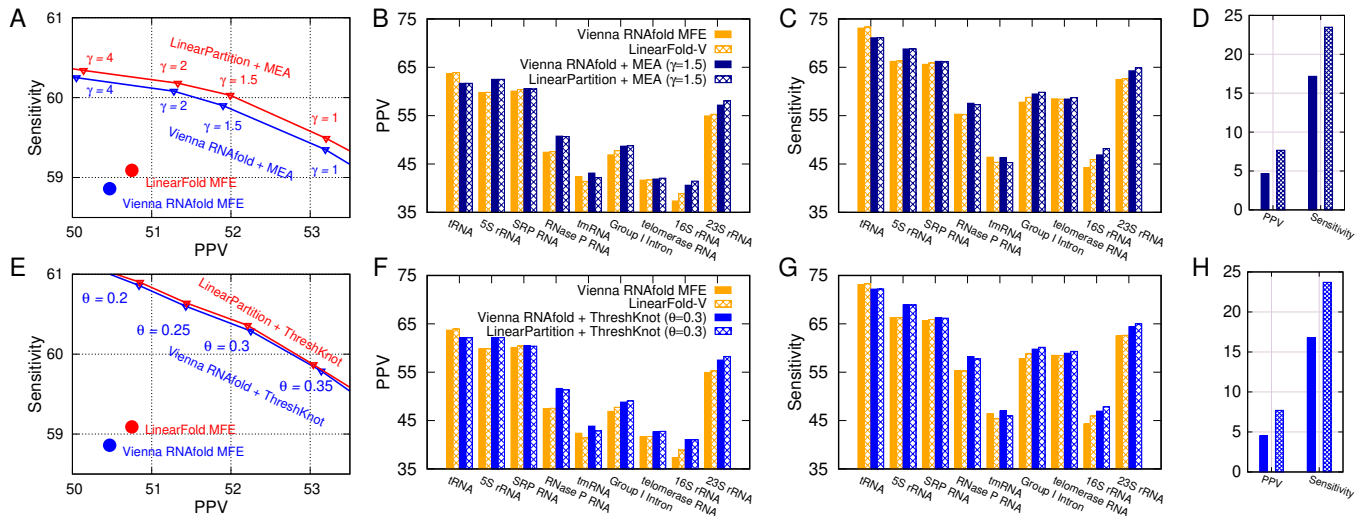 A
Sensitivity
61
60
59
50
51
52
53
PPV
LinearPartition + MEA
γ = 4
γ = 2
γ = 1.5
γ = 1
γ = 4
γ = 2
γ = 1.5
γ = 1
Vienna RNAfold + MEA
LinearFold MFE
Vienna RNAfold MFE
B
PPV
75
65
55
45
35
Vienna RNAfold MFE
LinearFold-V
Vienna RNAfold + MEA (γ=1.5)
LinearPartition + MEA (γ=1.5)
tRNA
5S rRNA
SRP RNA
RNase P RNA
tmRNA
Group I Intron
telomerase RNA
16S rRNA
23S rRNA
C
Sensitivity
75
65
55
45
35
tRNA
5S rRNA
SRP RNA
RNase P RNA
tmRNA
Group I Intron
telomerase RNA
16S rRNA
23S rRNA
D
25
20
15
10
5
0
PPV
Sensitivity
E
Sensitivity
61
60
59
50
51
52
53
PPV
LinearPartition + ThreshKnot
θ = 0.2
θ = 0.25
θ = 0.3
θ = 0.35
Vienna RNAfold + ThreshKnot
LinearFold MFE
Vienna RNAfold MFE
F
PPV
75
65
55
45
35
Vienna RNAfold MFE
LinearFold-V
Vienna RNAfold + ThreshKnot (θ=0.3)
LinearPartition + ThreshKnot (θ=0.3)
tRNA
5S rRNA
SRP RNA
RNase P RNA
tmRNA
Group I Intron
telomerase RNA
16S rRNA
23S rRNA
G
Sensitivity
75
65
55
45
35
tRNA
5S rRNA
SRP RNA
RNase P RNA
tmRNA
Group I Intron
telomerase RNA
16S rRNA
23S rRNA
H
25
20
15
10
5
0
PPV
Sensitivity